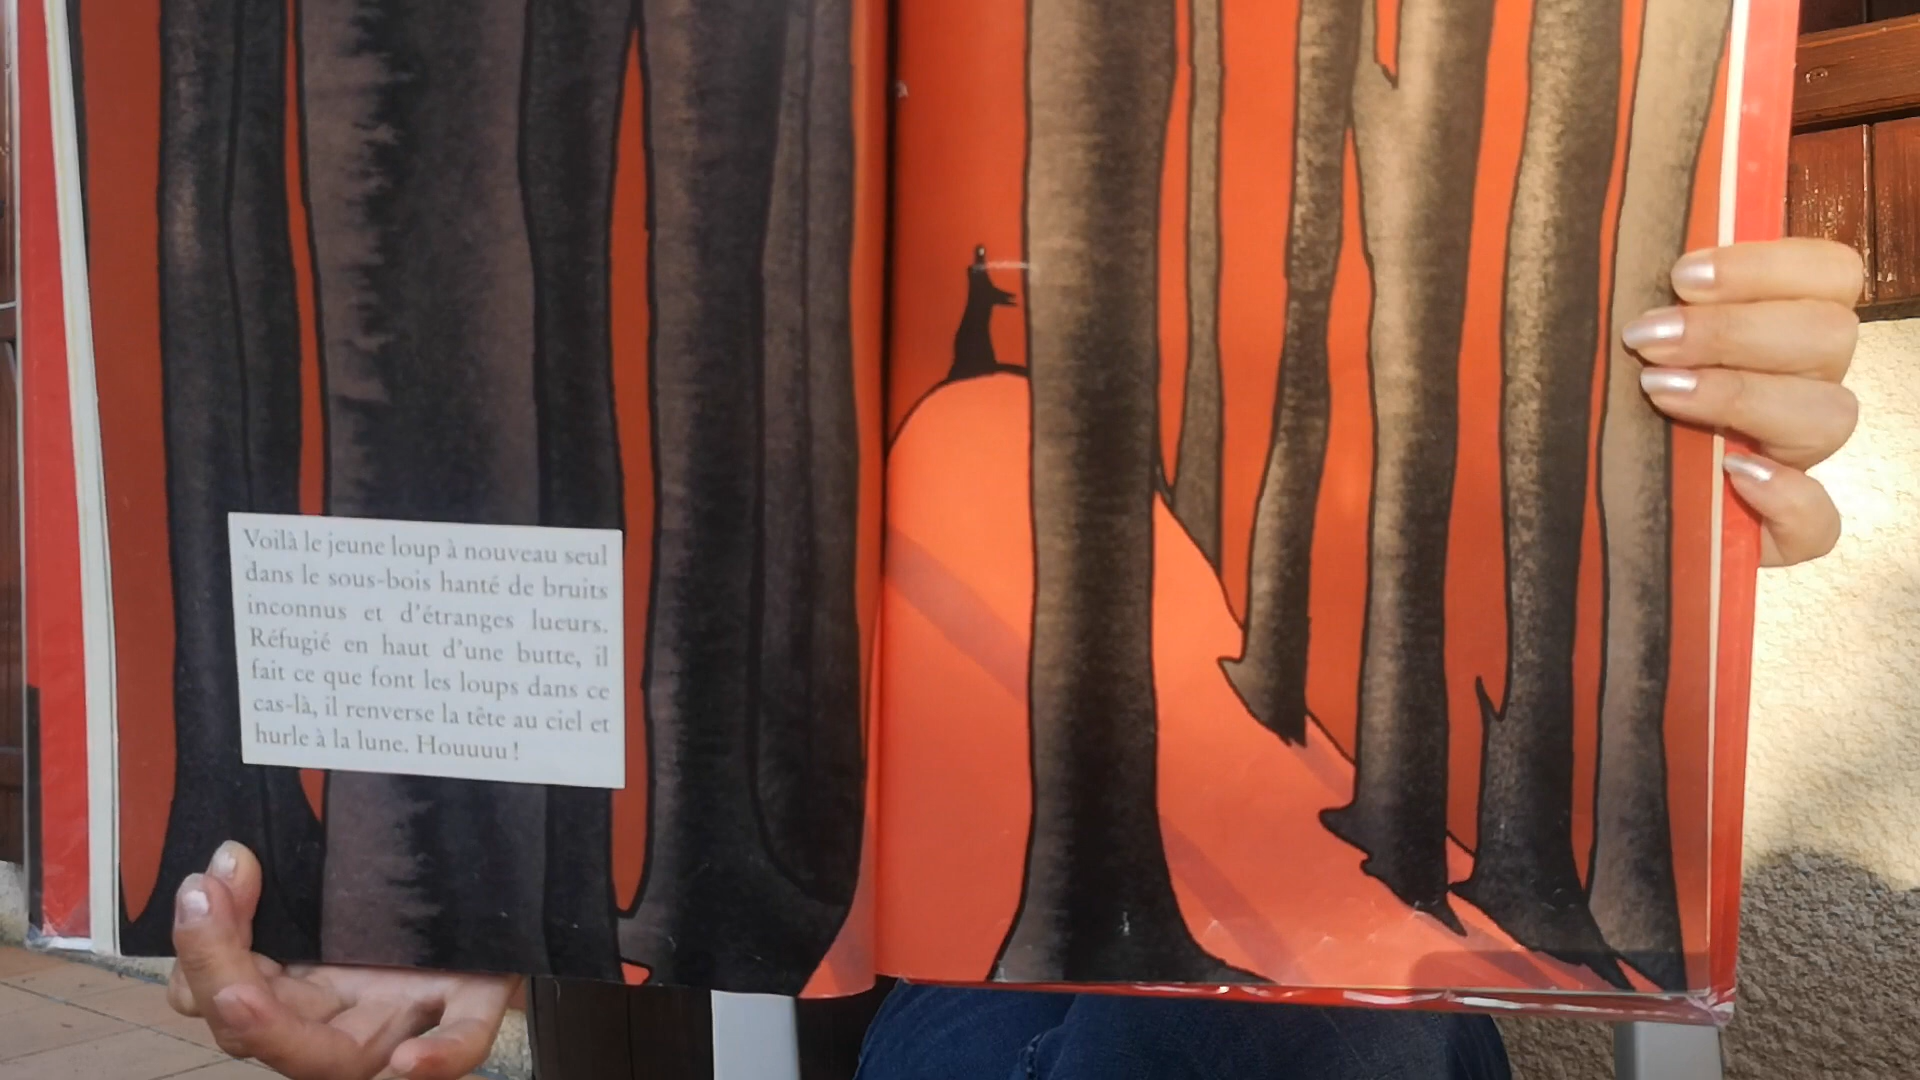 Voilà le jeune loup à nouveau seul
dans le sous-bois hanté de bruits
inconnus et d'étranges lueurs.
Réfugié en haut d'une butte, il
fait ce que font les loups dans ce
cas-là, il renverse la tête au ciel et
hurle à la lune. Houuuu !